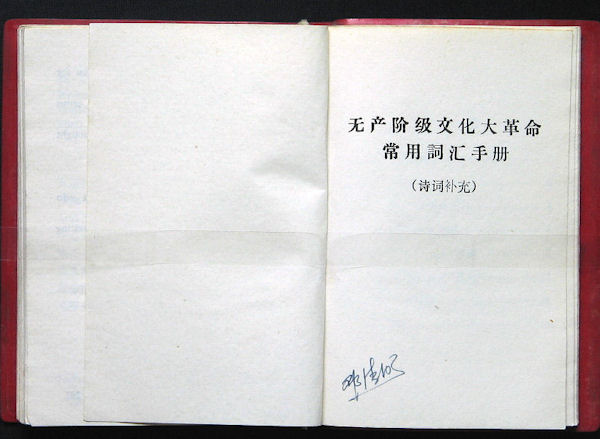 无产阶级文化大革命
常用詞汇手册
（诗词补充）